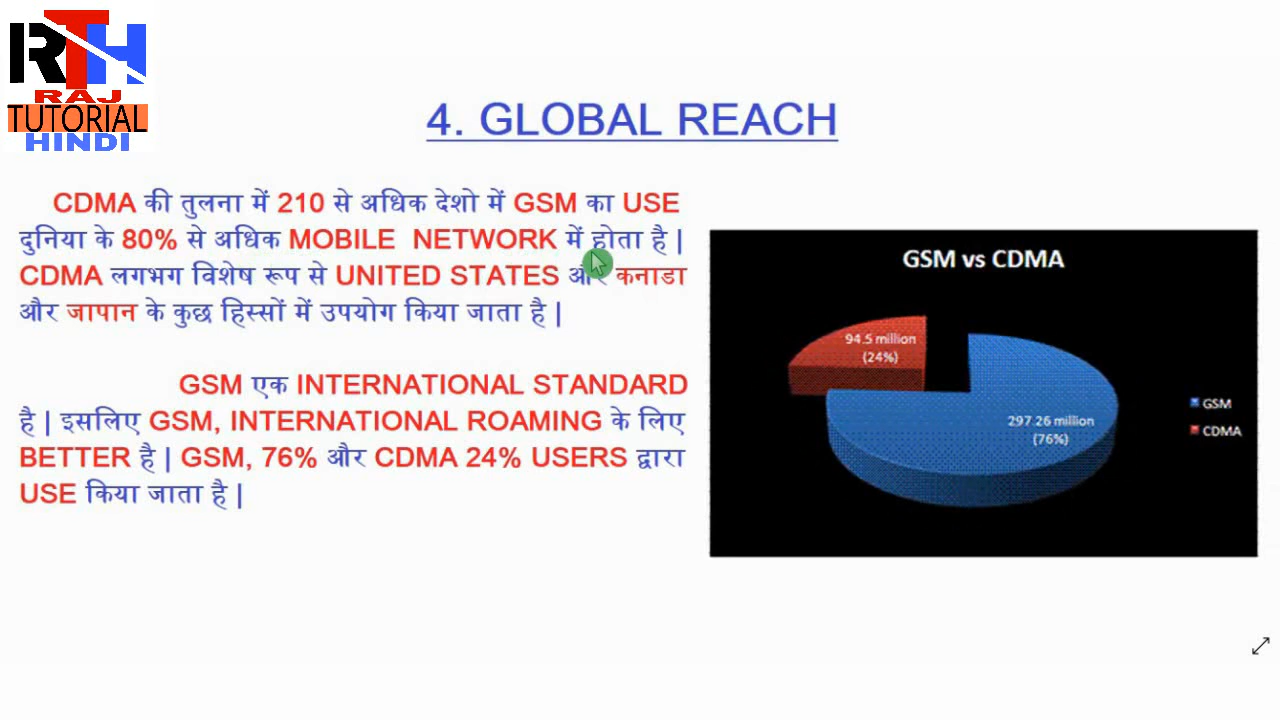 RTH
RAJ
TUTORIAL
HINDI
4. GLOBAL REACH
CDMA की तुलना में 210 से अधिक देशो में GSM का USE
दुनिया के 80% से अधिक MOBILE NETWORK में होता है |
CDMA लगभग विशेष रूप से UNITED STATES और कनाडा
और जापान के कुछ हिस्सों में उपयोग किया जाता है |
GSM एक INTERNATIONAL STANDARD
है | इसलिए GSM, INTERNATIONAL ROAMING के लिए
BETTER है | GSM, 76% और CDMA 24% USERS द्वारा
USE किया जाता है |
GSM vs CDMA
94.5 million
(24%)
297.26 million
(76%)
GSM
CDMA